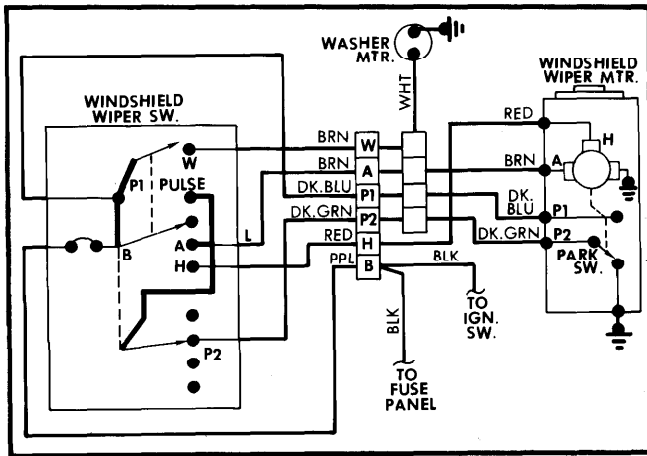 WASHER
MTR.
WINDSHIELD
WIPER MTR.
WINDSHIELD
WIPER SW.
WHT
RED
H
BRN
W
W
BRN
A
BRN
A
P1
PULSE
DK.BLU
P1
DK.
BLU
P1
DK.GRN
P2
DK.GRN
P2
B
A
L
RED
H
PARK
SW.
H
PPL
B
BLK
BLK
TO
IGN.
SW.
P2
TO
FUSE
PANEL